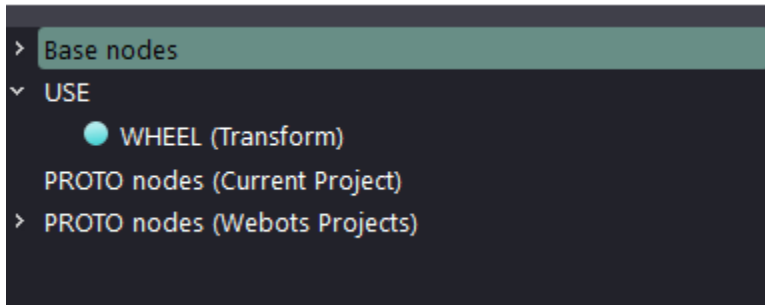 Base nodes
USE
WHEEL (Transform)
PROTO nodes (Current Project)
PROTO nodes (Webots Projects)